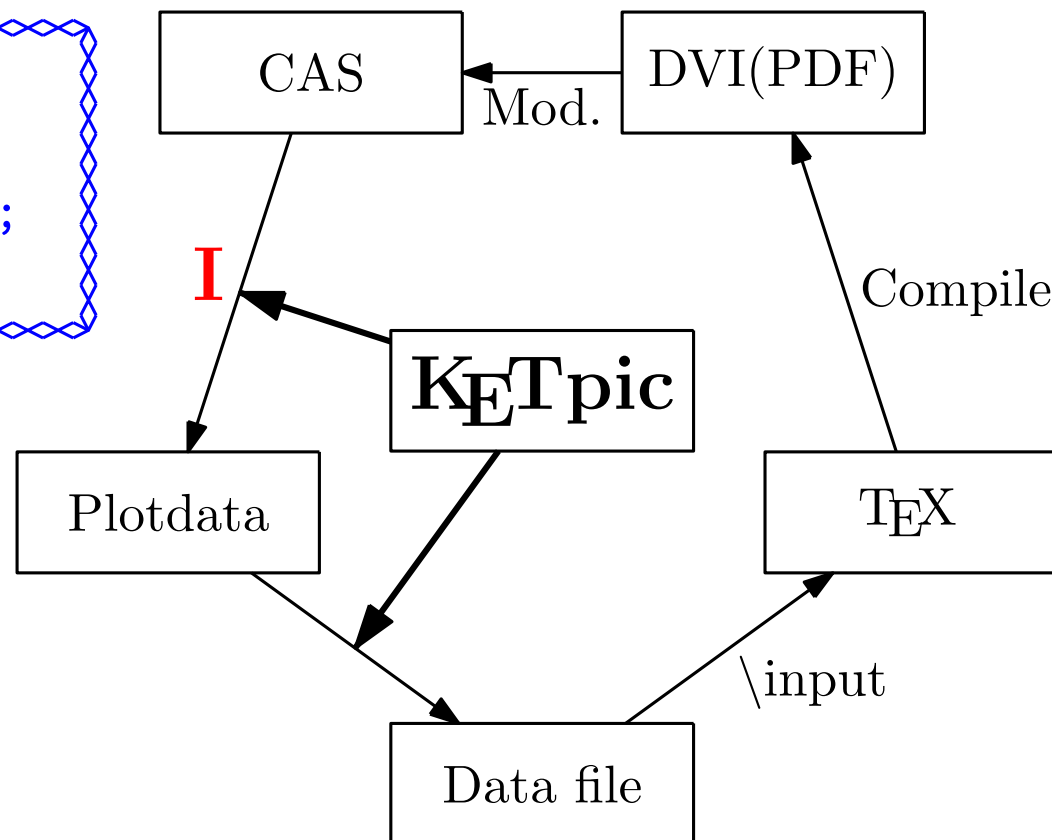 CAS
DVI(PDF)
Mod.
;
I
Compile
KETpic
Plotdata
TEX
\input
Data file